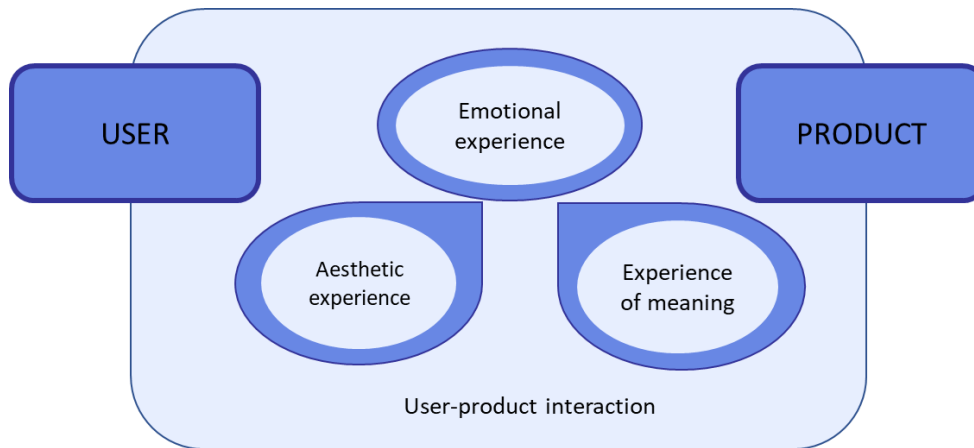 USER
Emotional
experience
PRODUCT
Aesthetic
experience
Experience
of meaning
User-product interaction